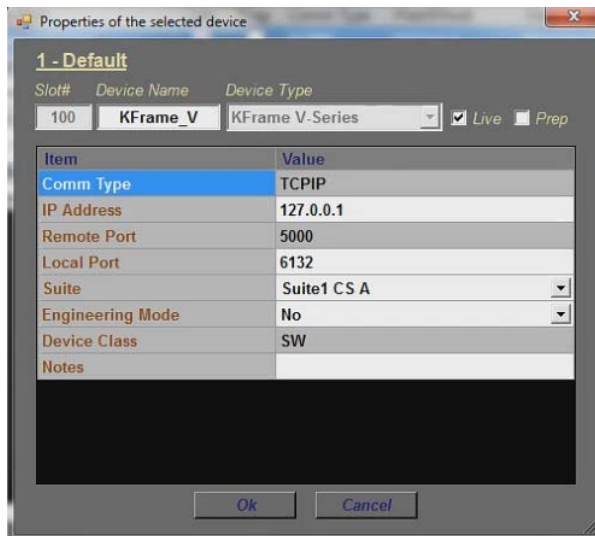 Properties of the selected device
1 - Default
Slot# Device Name Device Type
100 KFrame_V KFrame V-Series Live Prep
Item Value
Comm Type TCPIP
IP Address 127.0.0.1
Remote Port 5000
Local Port 6132
Suite Suite1 CS A
Engineering Mode No
Device Class SW
Notes
Ok Cancel